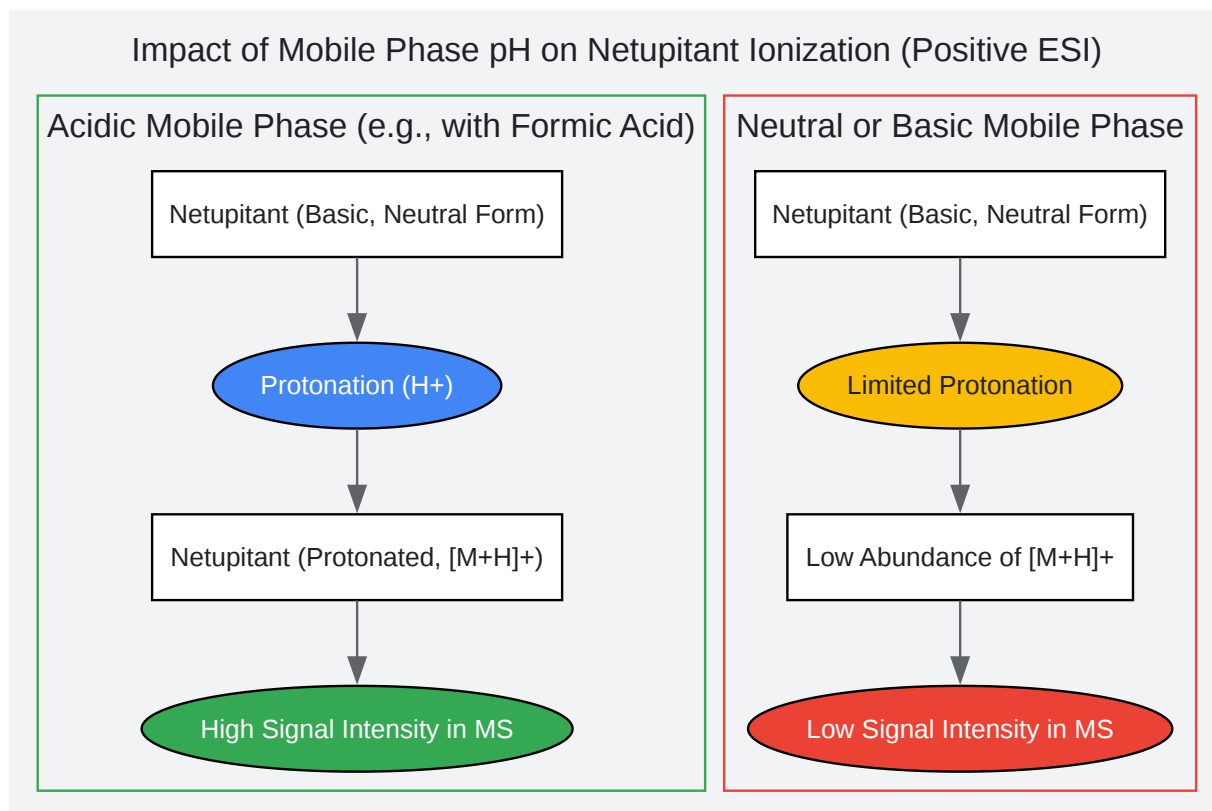 Impact of Mobile Phase pH on Netupitant Ionization (Positive ESI)
Acidic Mobile Phase (e.g., with Formic Acid)
Netupitant (Basic, Neutral Form)
Protonation (H+)
Netupitant (Protonated, [M+H]+)
High Signal Intensity in MS
Neutral or Basic Mobile Phase
Netupitant (Basic, Neutral Form)
Limited Protonation
Low Abundance of [M+H]+
Low Signal Intensity in MS